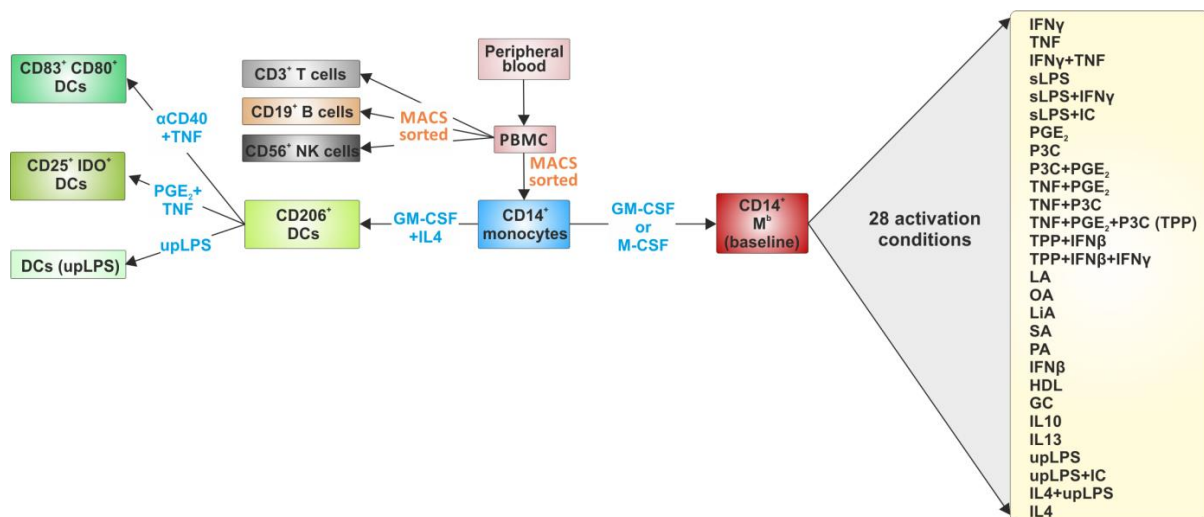 CD83⁺ CD80⁺
DCs
αCD40
+TNF
CD25⁺ IDO⁺
DCs
PGE₂+
TNF
upLPS
DCs (upLPS)
CD3⁺ T cells
CD19⁺ B cells
CD56⁺ NK cells
MACS
sorted
Peripheral
blood
PBMC
MACS
sorted
CD206⁺
DCs
GM-CSF
+IL4
CD14⁺
monocytes
GM-CSF
or
M-CSF
CD14⁺
Mᵇ
(baseline)
28 activation
conditions
IFNγ
TNF
IFNγ+TNF
sLPS
sLPS+IFNγ
sLPS+IC
PGE₂
P3C
P3C+PGE₂
TNF+PGE₂
TNF+P3C
TNF+PGE₂+P3C (TPP)
TPP+IFNβ
TPP+IFNβ+IFNγ
LA
OA
LiA
SA
PA
IFNβ
HDL
GC
IL10
IL13
upLPS
upLPS+IC
IL4+upLPS
IL4